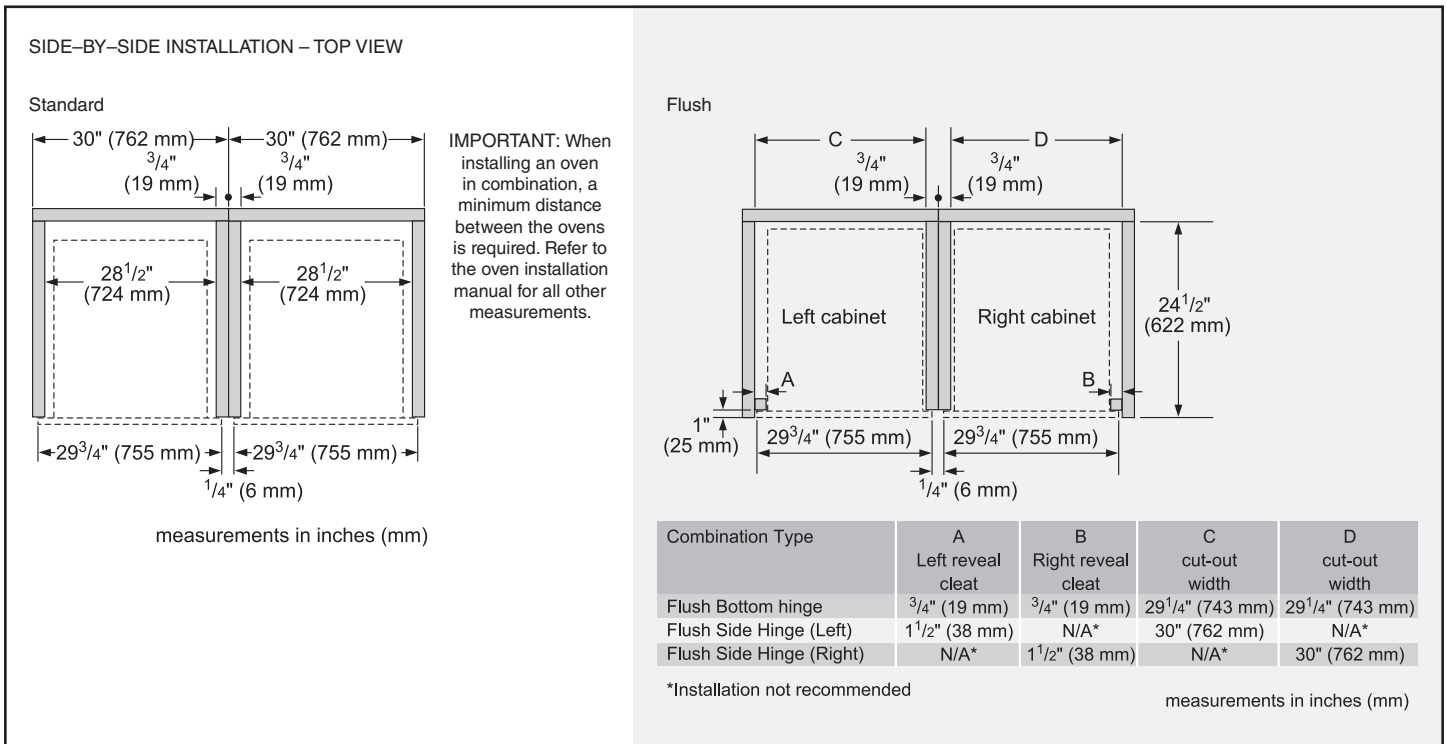 SIDE–BY–SIDE INSTALLATION – TOP VIEW
Standard
30" (762 mm) 30" (762 mm)
3/4" 3/4"
(19 mm) (19 mm)
28 1/2" 28 1/2"
(724 mm) (724 mm)
29 3/4" (755 mm) 29 3/4" (755 mm)
1/4" (6 mm)
measurements in inches (mm)
IMPORTANT: When
installing an oven
in combination, a
minimum distance
between the ovens
is required. Refer to
the oven installation
manual for all other
measurements.
Flush
C D
3/4" 3/4"
(19 mm) (19 mm)
Left cabinet Right cabinet
24 1/2"
(622 mm)
A B
1"
(25 mm)
29 3/4" (755 mm) 29 3/4" (755 mm)
1/4" (6 mm)
Combination Type A B C D
Left reveal Right reveal cut-out cut-out
cleat cleat width width
Flush Bottom hinge 3/4" (19 mm) 3/4" (19 mm) 29 1/4" (743 mm) 29 1/4" (743 mm)
Flush Side Hinge (Left) 1 1/2" (38 mm) N/A* 30" (762 mm) N/A*
Flush Side Hinge (Right) N/A* 1 1/2" (38 mm) N/A* 30" (762 mm)
*Installation not recommended
measurements in inches (mm)